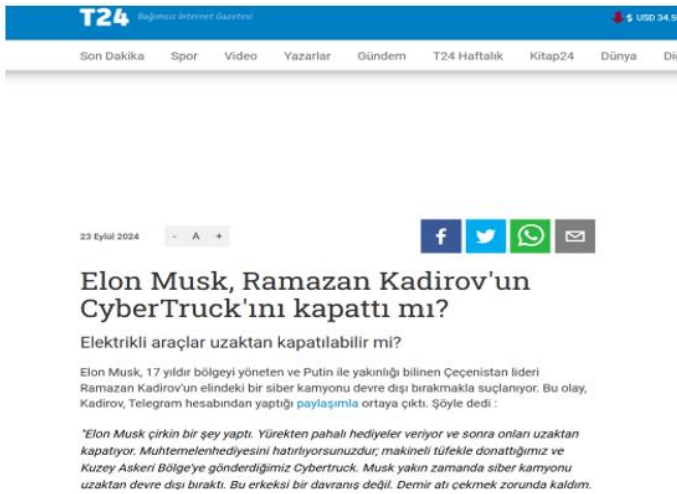 T24 Bağımsız İnternet Gazetesi $ USD 34.5
Son Dakika Spor Video Yazarlar Gündem T24 Haftalık Kitap24 Dünya
23 Eylül 2024 - A +
Elon Musk, Ramazan Kadirov'un
CyberTruck'ını kapattı mı?
Elektrikli araçlar uzaktan kapatılabilir mi?
Elon Musk, 17 yıldır bölgeyi yöneten ve Putin ile yakınlığı bilinen Çeçenistan lideri
Ramazan Kadirov'un elindeki bir siber kamyonu devre dışı bırakmakla suçlanıyor. Bu olay,
Kadirov, Telegram hesabından yaptığı paylaşımla ortaya çıktı. Şöyle dedi :
"Elon Musk çirkin bir şey yaptı. Yürekten pahalı hediyeler veriyor ve sonra onları uzaktan
kapatıyor. Muhtemelenhediyesini hatırlıyorsunuzdur; makineli tüfekle donattığımız ve
Kuzey Askeri Bölge'ye gönderdiğimiz Cybertruck. Musk yakın zamanda siber kamyonu
uzaktan devre dışı bıraktı. Bu erkeksi bir davranış değil. Demir atı çekmek zorunda kaldım.